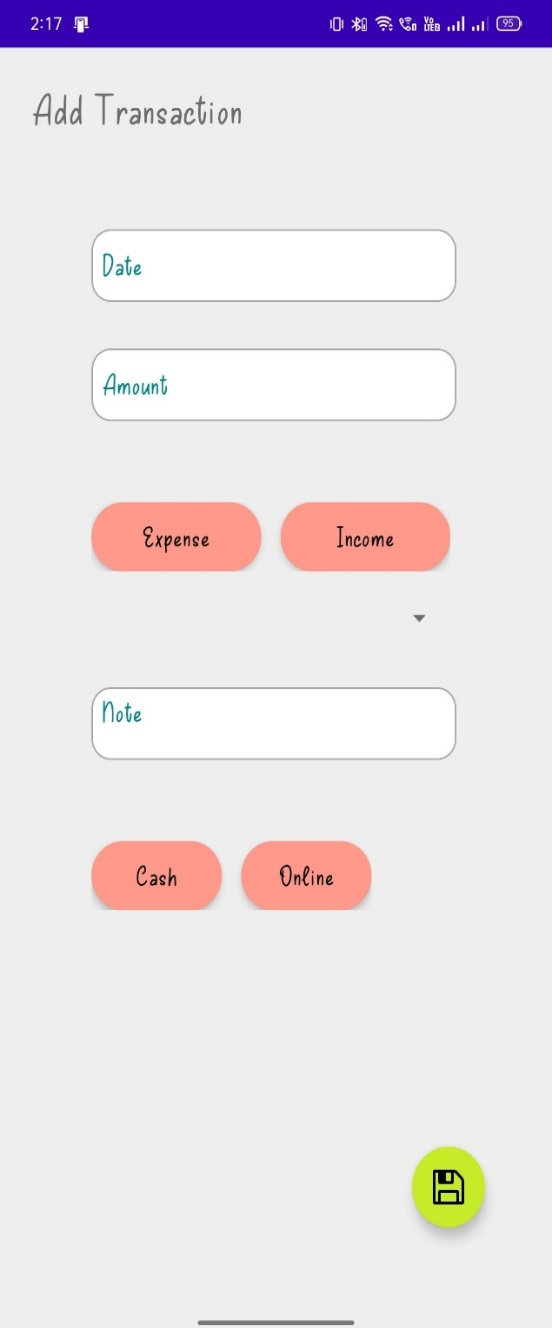 2:17 95
Add Transaction
Date
Amount
Expense Income
Note
Cash Online